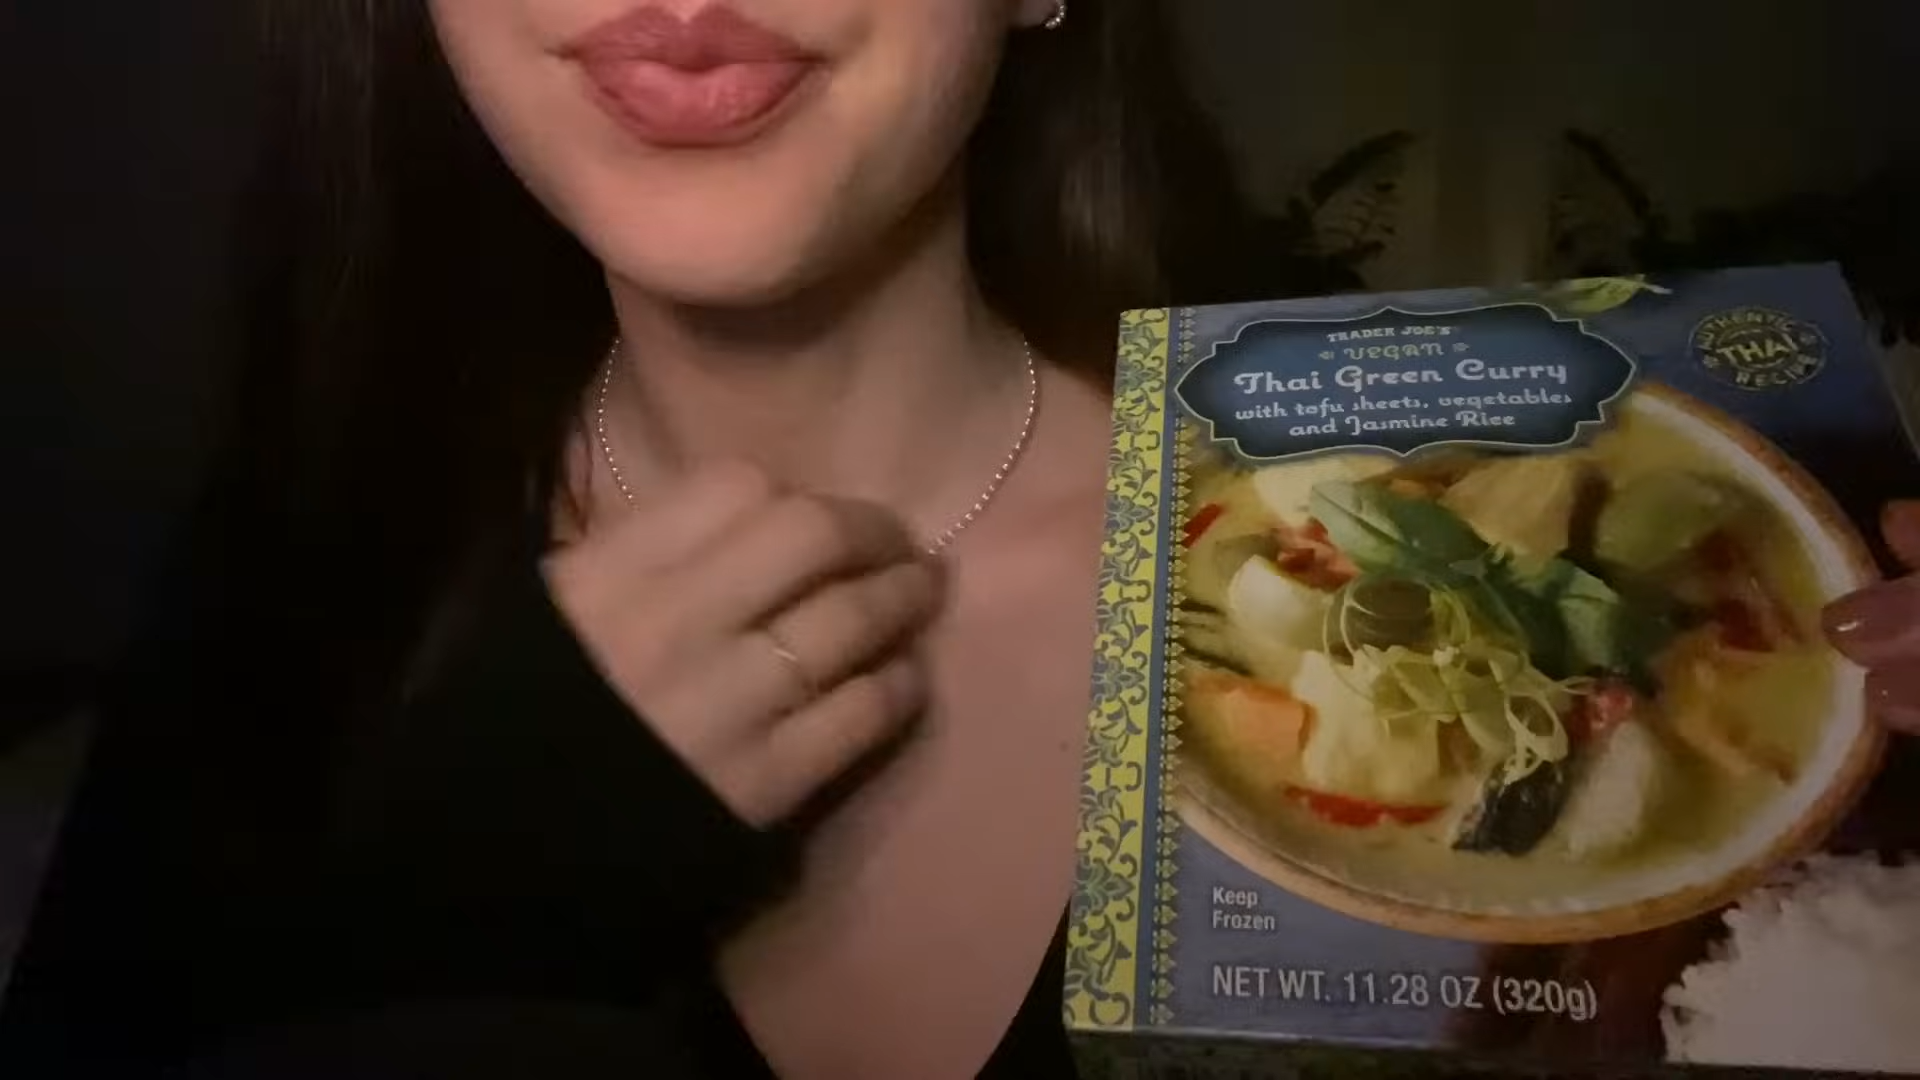 TRADER JOE'S
VEGAN
Thai Green Curry
with tofu sheets, vegetables
and Jasmine Rice
AUTHENTIC
THAI
RECIPE
Keep
Frozen
NET WT. 11.28 OZ (320g)